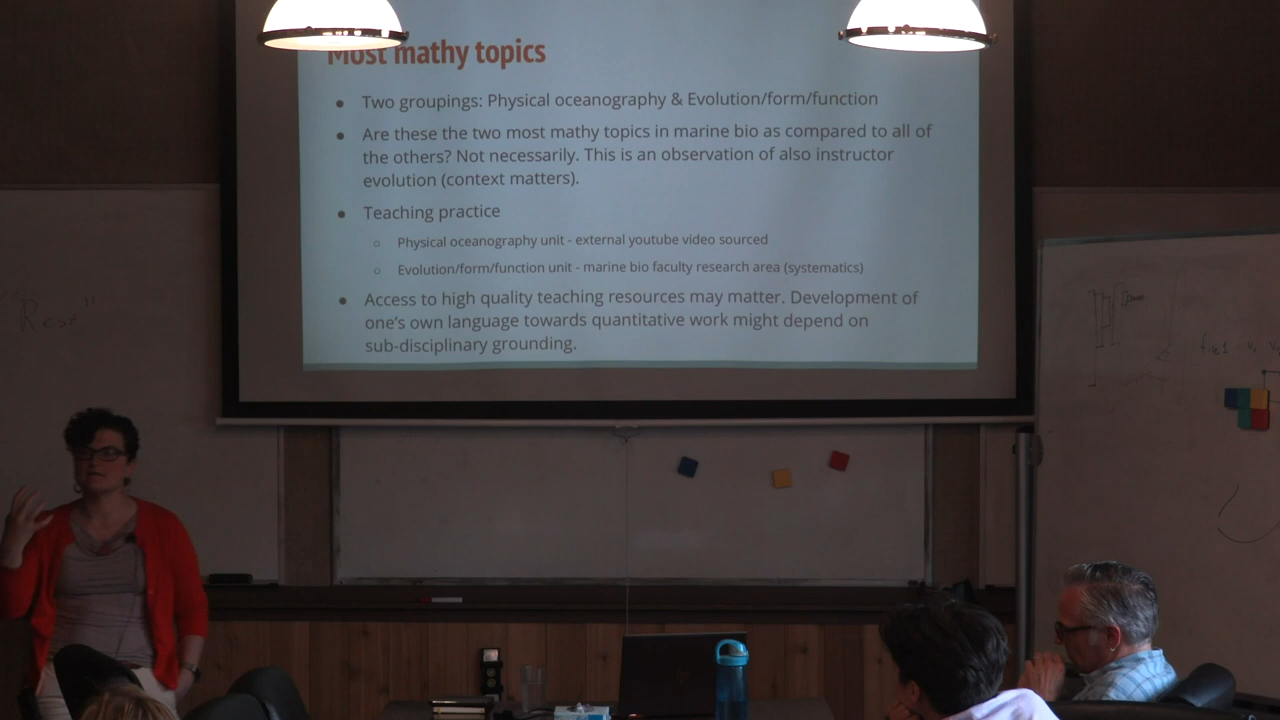 Most mathy topics
● Two groupings: Physical oceanography & Evolution/form/function
● Are these the two most mathy topics in marine bio as compared to all of
the others? Not necessarily. This is an observation of also instructor
evolution (context matters).
● Teaching practice
○ Physical oceanography unit - external youtube video sourced
○ Evolution/form/function unit - marine bio faculty research area (systematics)
● Access to high quality teaching resources may matter. Development of
one's own language towards quantitative work might depend on
sub-disciplinary grounding.
file1